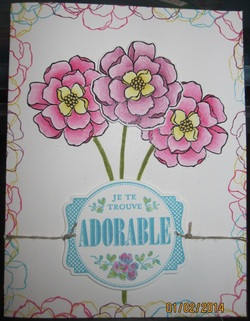 JE TE
TROUVE
ADORABLE
01/02/2014